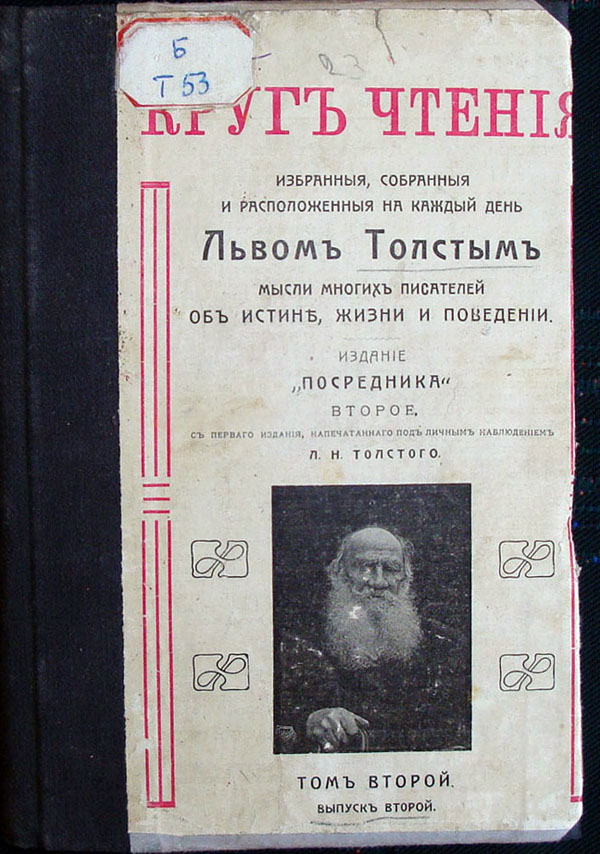 Б
Т 53
23
КРУГЪ ЧТЕНІЯ
ИЗБРАННЫЯ, СОБРАННЫЯ
И РАСПОЛОЖЕННЫЯ НА КАЖДЫЙ ДЕНЬ
ЛЬВОМЪ ТОЛСТЫМЪ
МЫСЛИ МНОГИХЪ ПИСАТЕЛЕЙ
ОБЪ ИСТИНѢ, ЖИЗНИ И ПОВЕДЕНІИ.
ИЗДАНІЕ
„ПОСРЕДНИКА“
ВТОРОЕ,
СЪ ПЕРВАГО ИЗДАНІЯ, НАПЕЧАТАННАГО ПОДЪ ЛИЧНЫМЪ НАБЛЮДЕНІЕМЪ
Л. Н. ТОЛСТОГО.
ТОМЪ ВТОРОЙ.
ВЫПУСКЪ ВТОРОЙ.